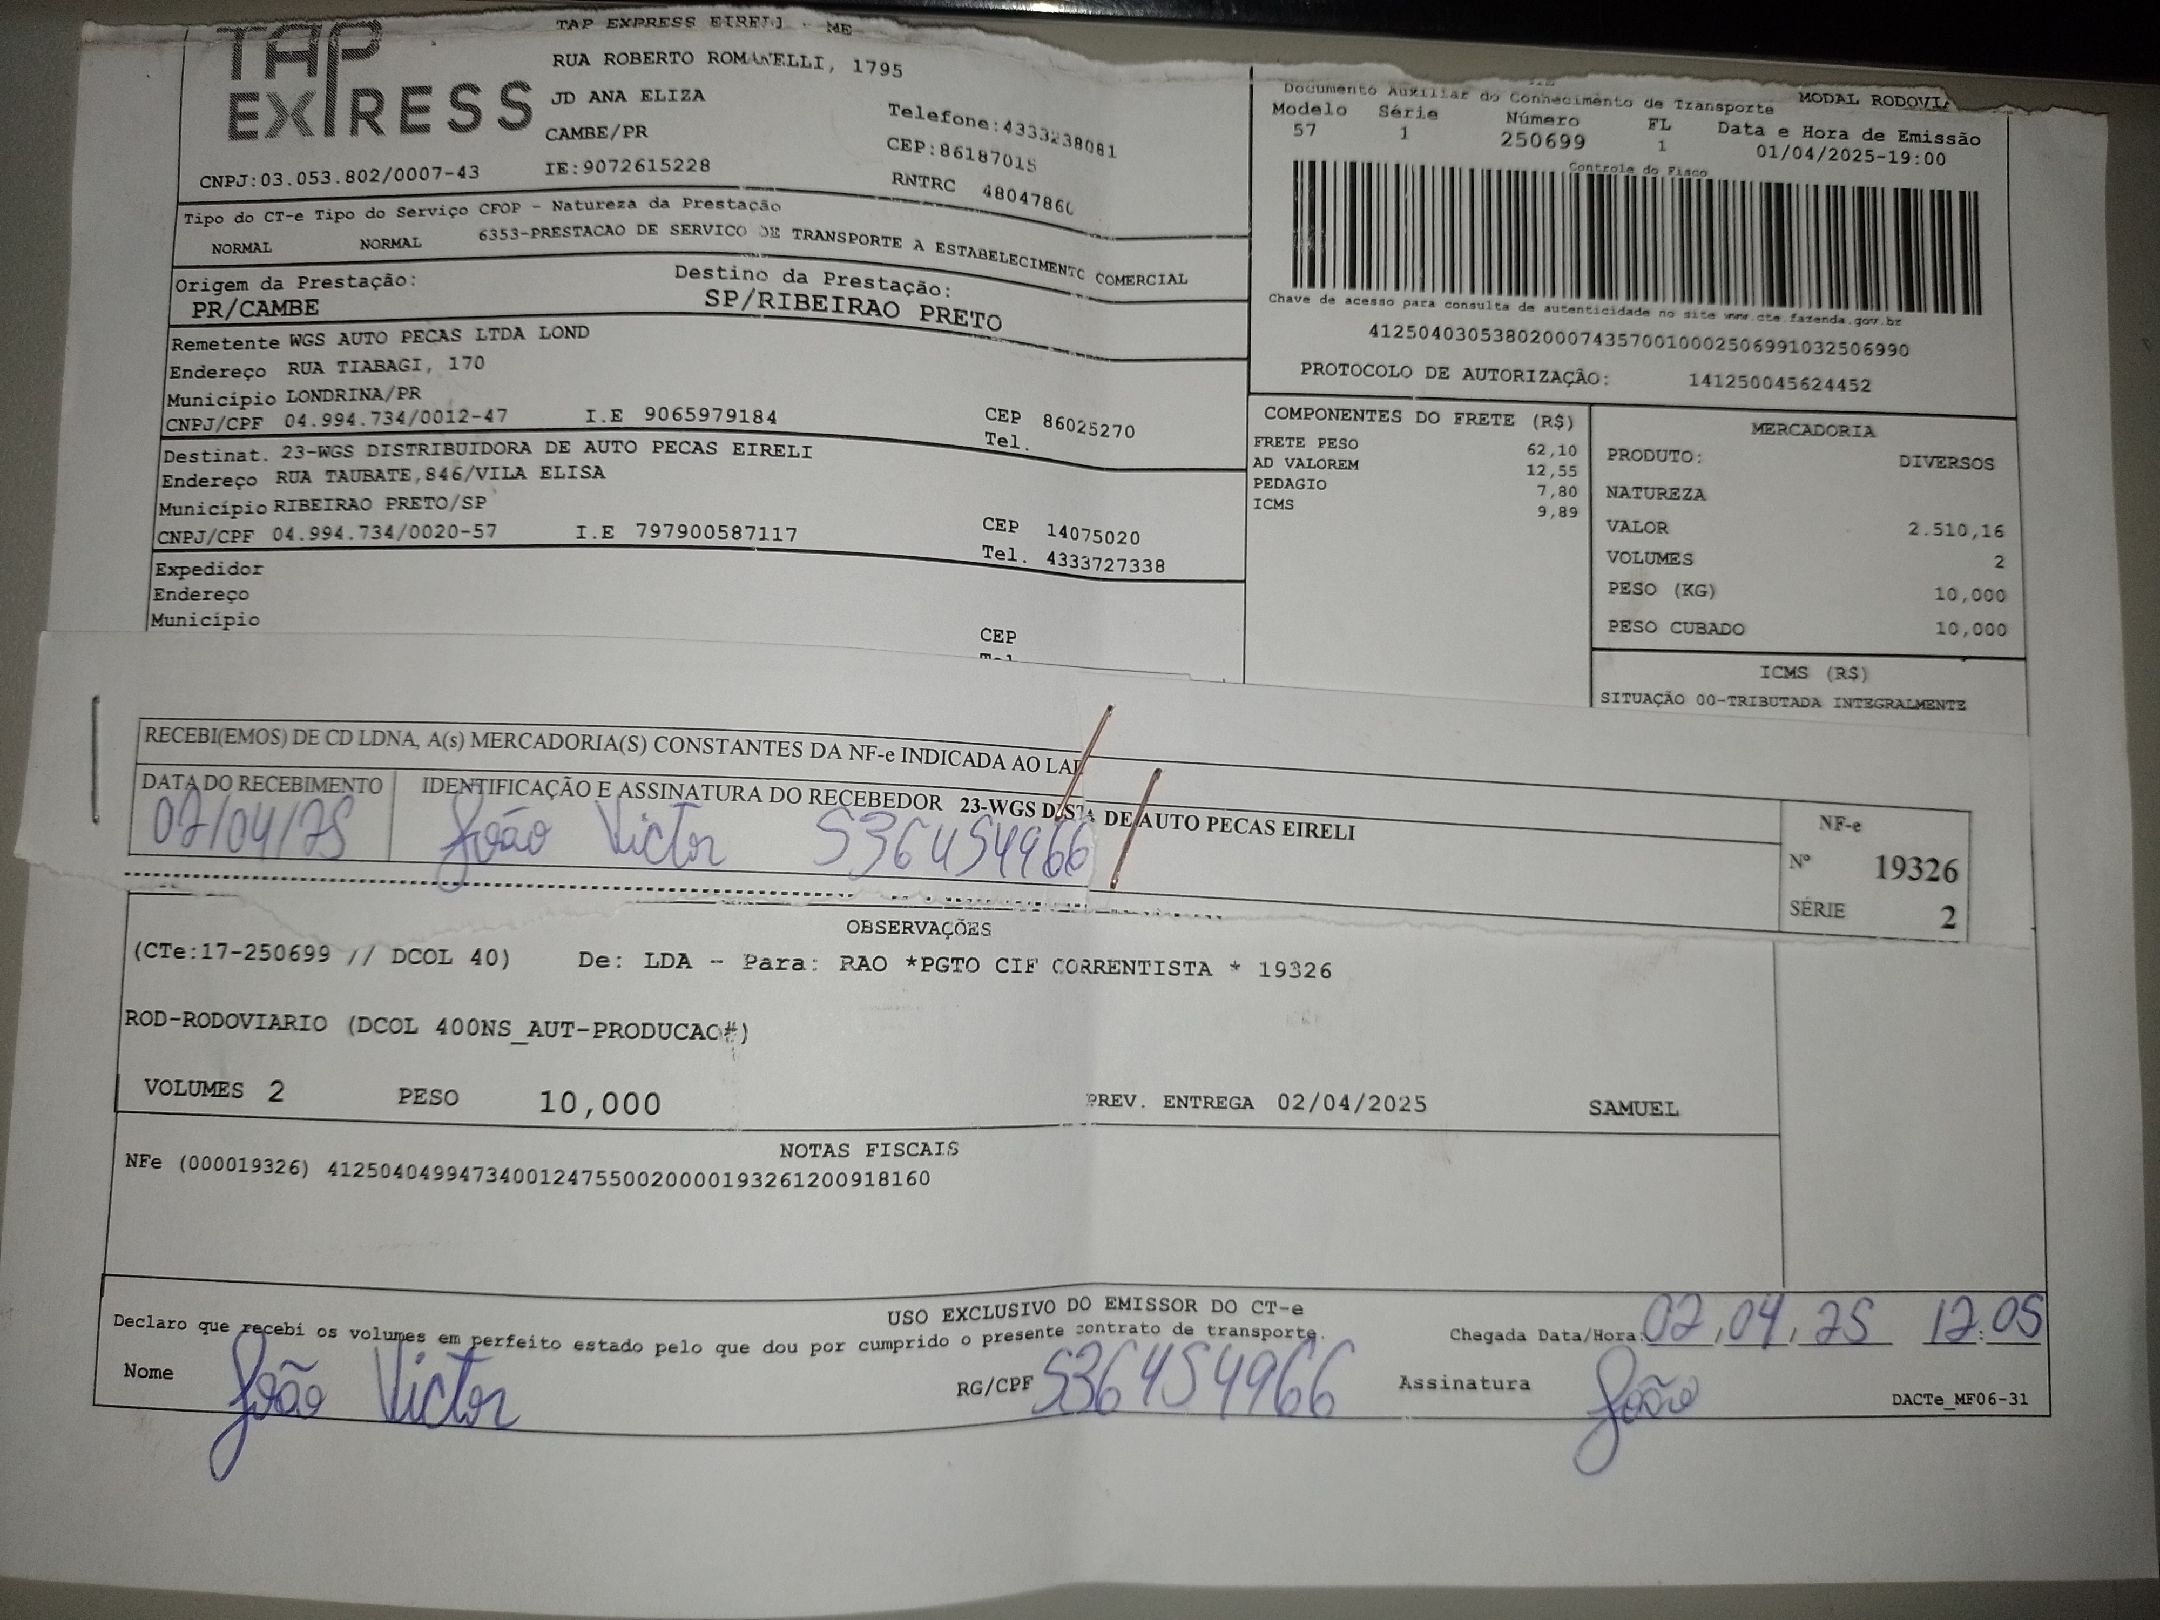 TAP
EXPRESS
TAP EXPRESS EIRELI - ME
RUA ROBERTO ROMANELLI, 1795
JD ANA ELIZA
CAMBE/PR
Telefone:4333238081
CEP:86187015
CNPJ:03.053.802/0007-43
IE:9072615228
RNTRC 4804786
Tipo do CT-e Tipo do Serviço CFOP - Natureza da Prestação
NORMAL NORMAL 6353-PRESTACAO DE SERVICO DE TRANSPORTE A ESTABELECIMENTO COMERCIAL
Origem da Prestação: Destino da Prestação:
PR/CAMBE SP/RIBEIRAO PRETO
Remetente WGS AUTO PECAS LTDA LOND
Endereço RUA TIABAGI, 170
Município LONDRINA/PR
CEP 86025270
CNPJ/CPF 04.994.734/0012-47 I.E 9065979184
Tel.
Destinat. 23-WGS DISTRIBUIDORA DE AUTO PECAS EIRELI
Endereço RUA TAUBATE,846/VILA ELISA
Município RIBEIRAO PRETO/SP
CEP 14075020
CNPJ/CPF 04.994.734/0020-57 I.E 797900587117
Tel. 4333727338
Expedidor
Endereço
Município
CEP
Tel
Documento Auxiliar do Conhecimento de Transporte MODAL RODOVIA
Modelo Série Número FL Data e Hora de Emissão
57 1 250699 1 01/04/2025-19:00
Controle do Fisco
Chave de acesso para consulta de autenticidade no site www.cte.fazenda.gov.br
41250403053802000743570010002506991032506990
PROTOCOLO DE AUTORIZAÇÃO: 141250045624452
COMPONENTES DO FRETE (R$)
FRETE PESO 62,10
AD VALOREM 12,55
PEDAGIO 7,80
ICMS 9,89
MERCADORIA
PRODUTO: DIVERSOS
NATUREZA
VALOR 2.510,16
VOLUMES 2
PESO (KG) 10,000
PESO CUBADO 10,000
ICMS (R$)
SITUAÇÃO 00-TRIBUTADA INTEGRALMENTE
RECEBI(EMOS) DE CD LDNA, A(s) MERCADORIA(S) CONSTANTES DA NF-e INDICADA AO LAD
DATA DO RECEBIMENTO IDENTIFICAÇÃO E ASSINATURA DO RECEBEDOR 23-WGS DISTA DE AUTO PECAS EIRELI
02/04/25 João Victor 536454966
NF-e
Nº 19326
SÉRIE 2
OBSERVAÇÕES
(CTe:17-250699 // DCOL 40) De: LDA - Para: RAO *PGTO CIF CORRENTISTA * 19326
ROD-RODOVIARIO (DCOL 400NS_AUT-PRODUCAO#)
VOLUMES 2 PESO 10,000 PREV. ENTREGA 02/04/2025 SAMUEL
NOTAS FISCAIS
NFe (000019326) 41250404994734001247550020000193261200918160
USO EXCLUSIVO DO EMISSOR DO CT-e
Declaro que recebi os volumes em perfeito estado pelo que dou por cumprido o presente contrato de transporte.
Chegada Data/Hora: 02,04,25 12:05
Nome João Victor RG/CPF 536454966 Assinatura João
DACTe_MF06-31